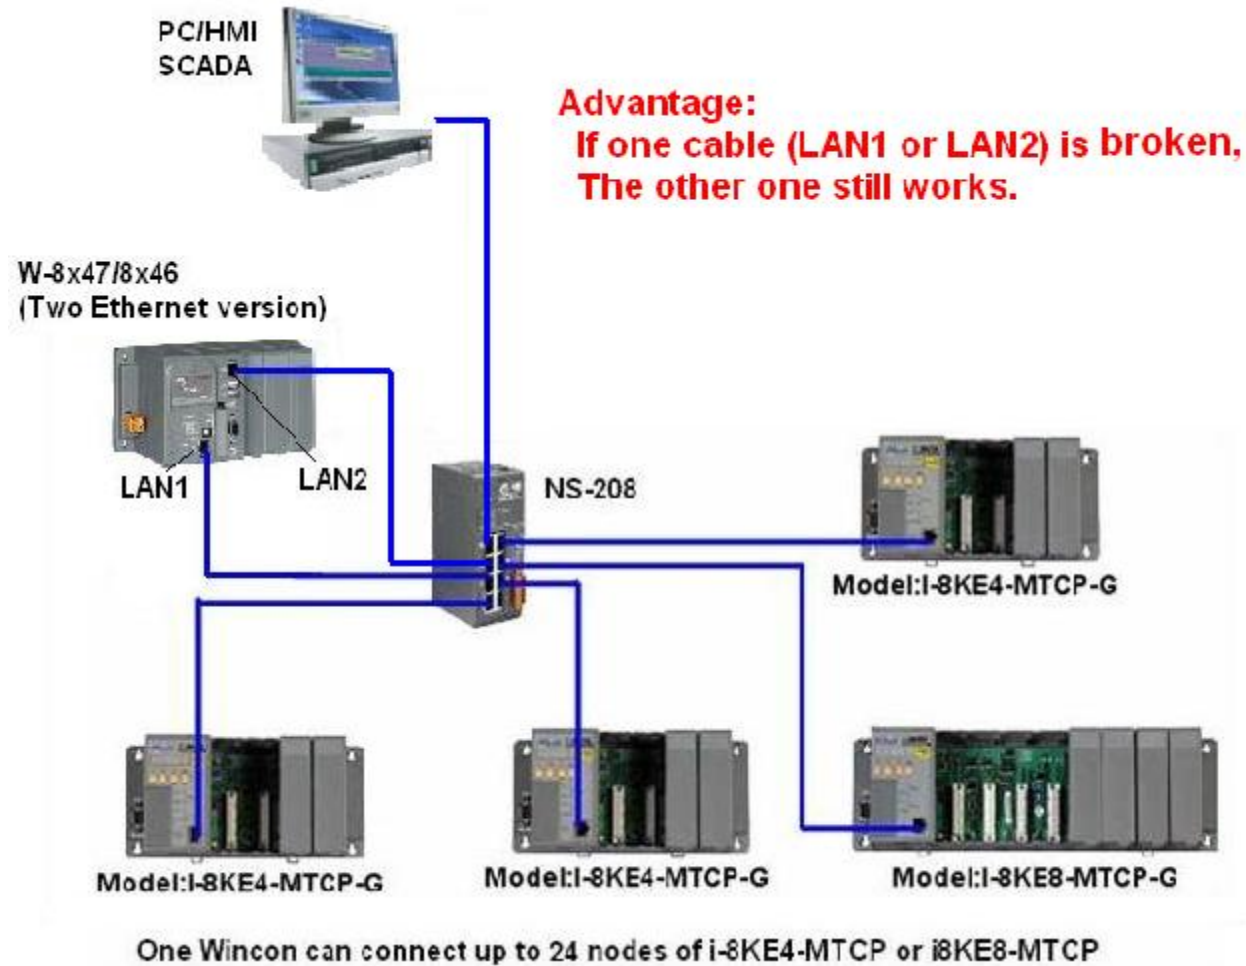 PC/HMI
SCADA
Advantage:
If one cable (LAN1 or LAN2) is broken,
The other one still works.
W-8x47/8x46
(Two Ethernet version)
LAN1
LAN2
NS-208
Model:I-8KE4-MTCP-G
Model:I-8KE4-MTCP-G
Model:I-8KE4-MTCP-G
Model:I-8KE8-MTCP-G
One Wincon can connect up to 24 nodes of i-8KE4-MTCP or i8KE8-MTCP